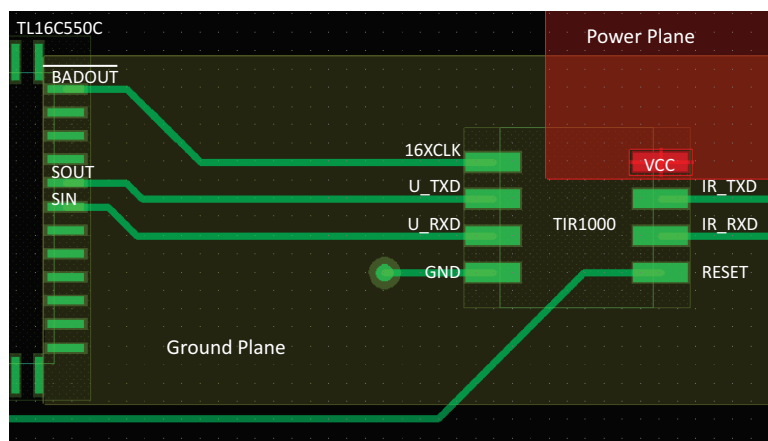 TL16C550C
Power Plane
BADOUT
16XCLK
VCC
SOUT
U_TXD
IR_TXD
SIN
U_RXD
TIR1000
IR_RXD
GND
RESET
Ground Plane